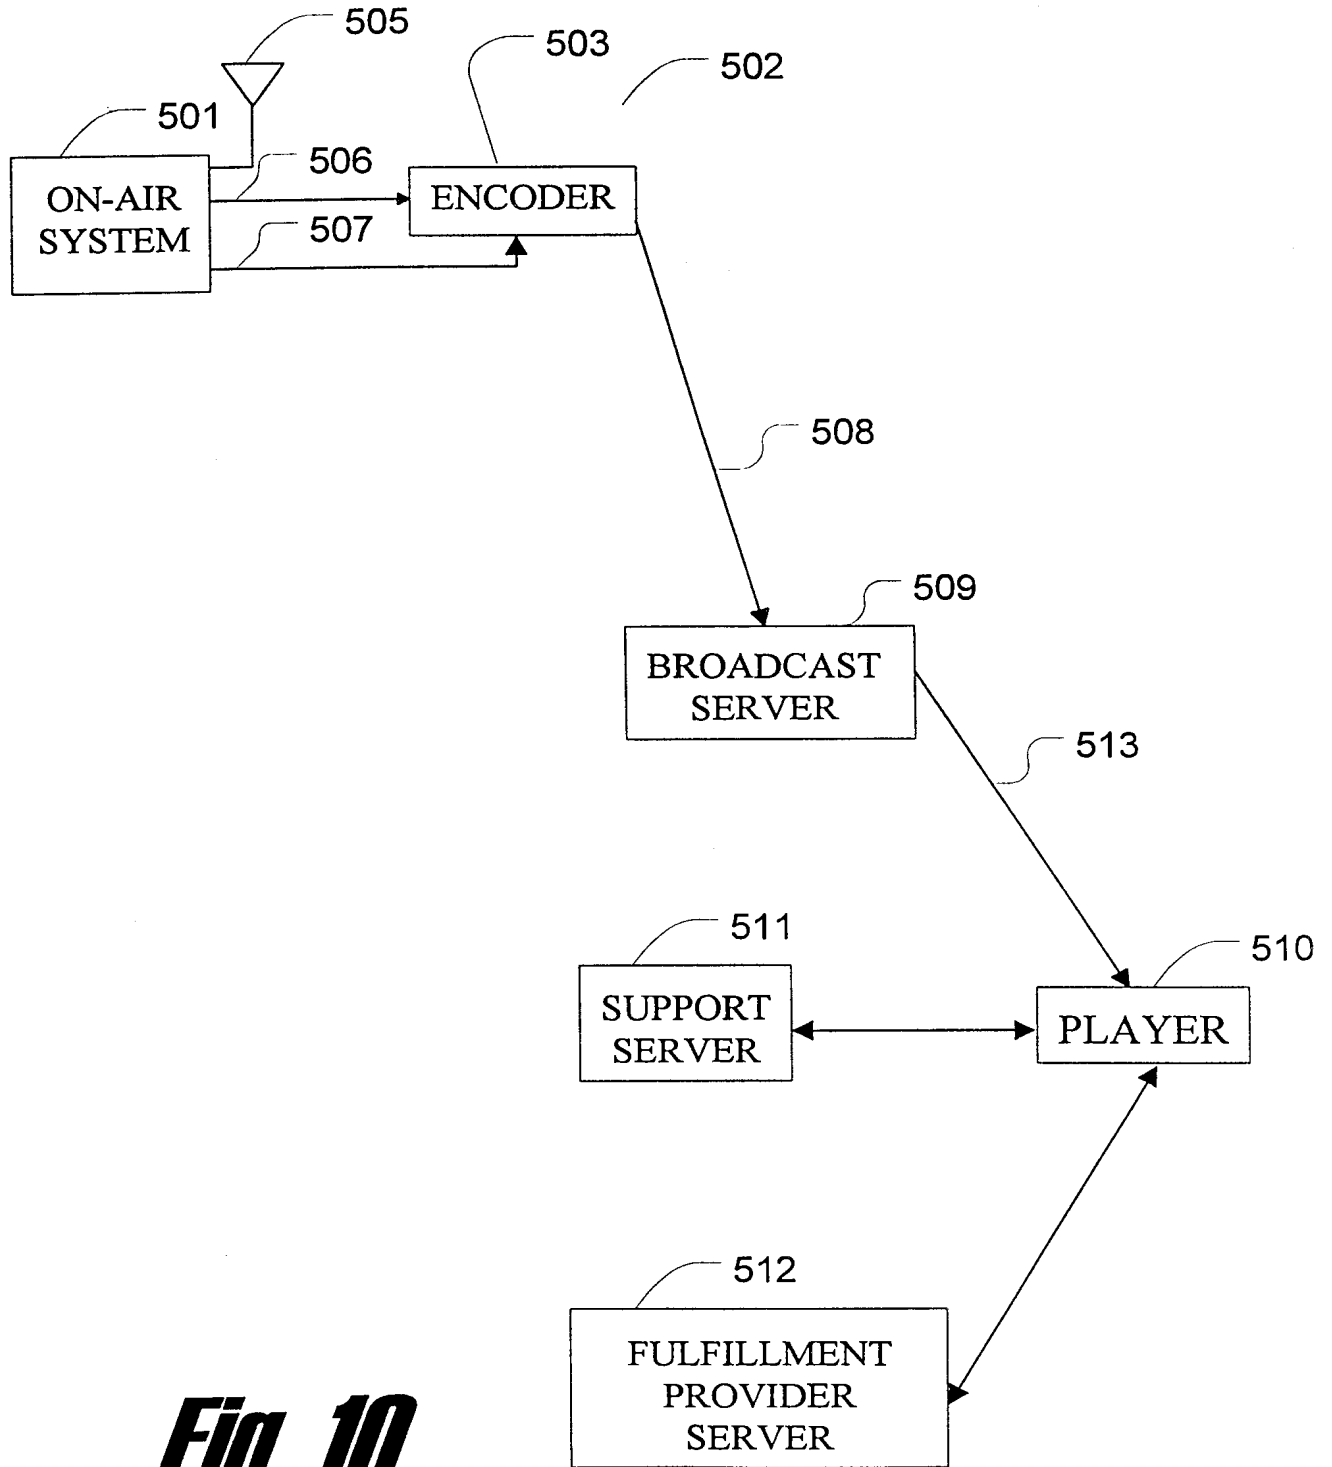 505
503
502
501
506
ON-AIR
SYSTEM
ENCODER
507
508
509
BROADCAST
SERVER
513
511
510
SUPPORT
SERVER
PLAYER
512
FULFILLMENT
PROVIDER
SERVER
Fig 10